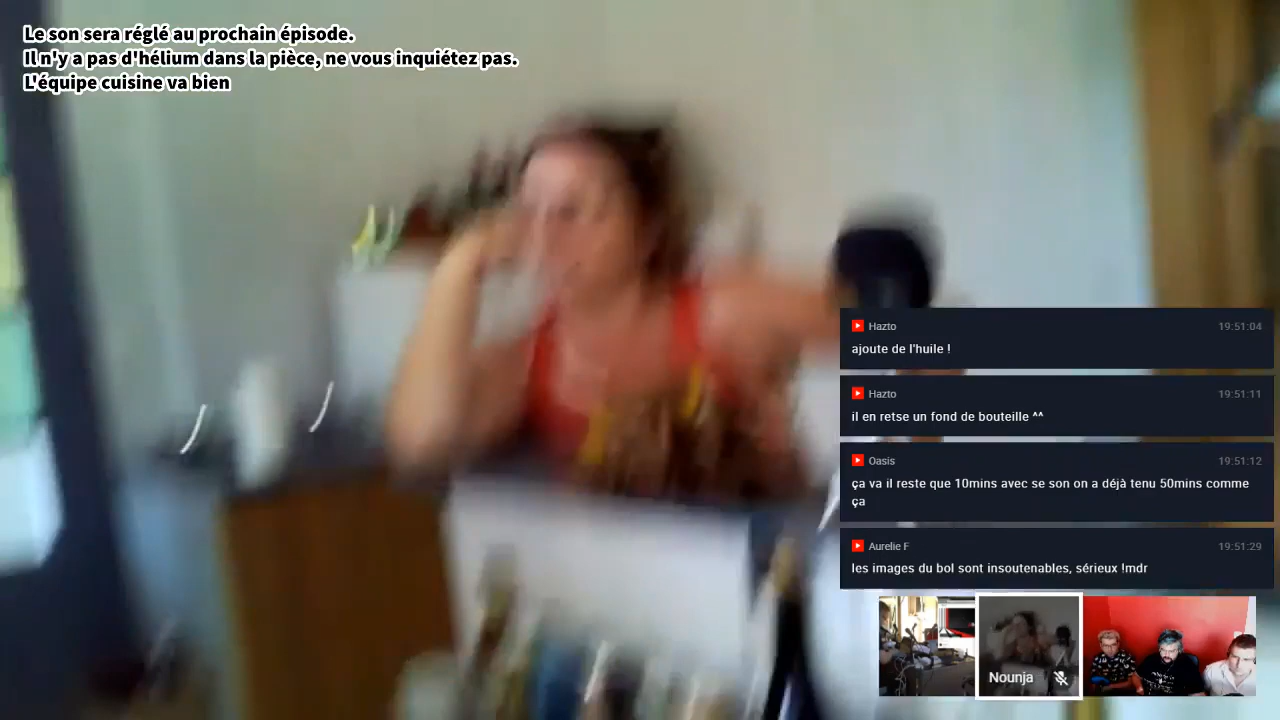 Le son sera réglé au prochain épisode.
Il n'y a pas d'hélium dans la pièce, ne vous inquiétez pas.
L'équipe cuisine va bien
Hazto 19:51:04
ajoute de l'huile !
Hazto 19:51:11
il en retse un fond de bouteille ^^
Oasis 19:51:12
ça va il reste que 10mins avec se son on a déjà tenu 50mins comme
ça
Aurelie F 19:51:29
les images du bol sont insoutenables, sérieux !mdr
Nounja